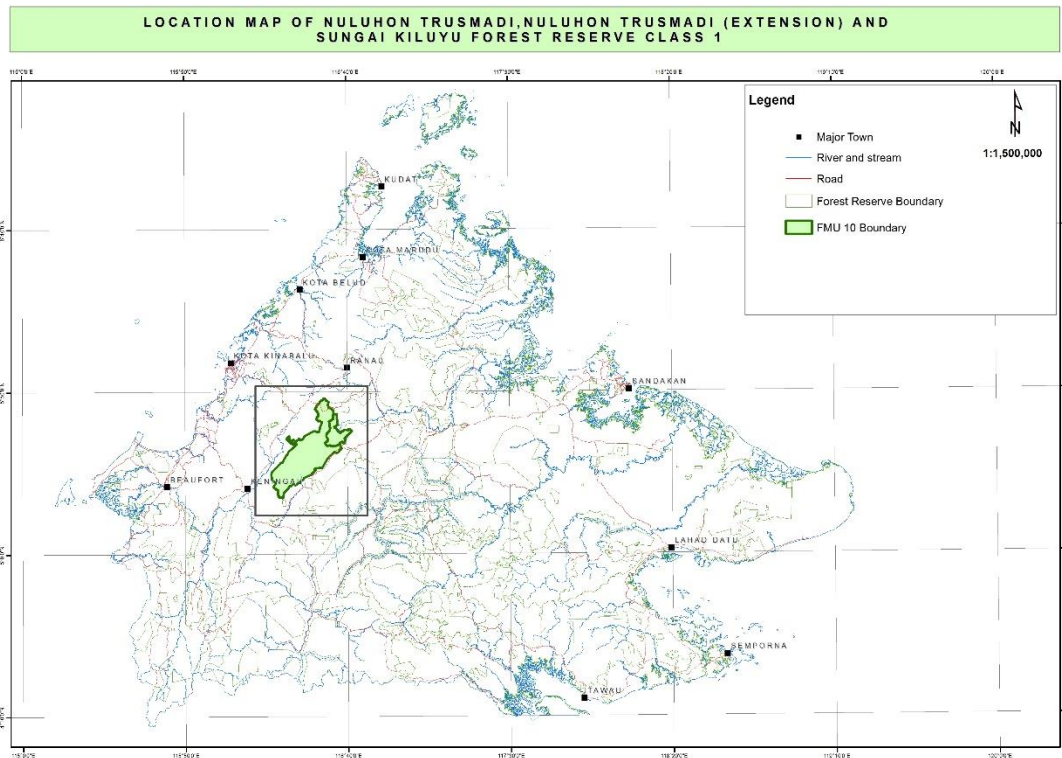 LOCATION MAP OF NULUHON TRUSMADI,NULUHON TRUSMADI (EXTENSION) AND
SUNGAI KILUYU FOREST RESERVE CLASS 1
Legend
N
1:1,500,000
Major Town
River and stream
Road
Forest Reserve Boundary
FMU 10 Boundary
KUDAT
KOTA MARUDU
KOTA BELUD
KOTA KINABALU
RANAU
SANDAKAN
BEAUFORT
KENINGAU
LAHAD DATU
SEMPORNA
TAWAU